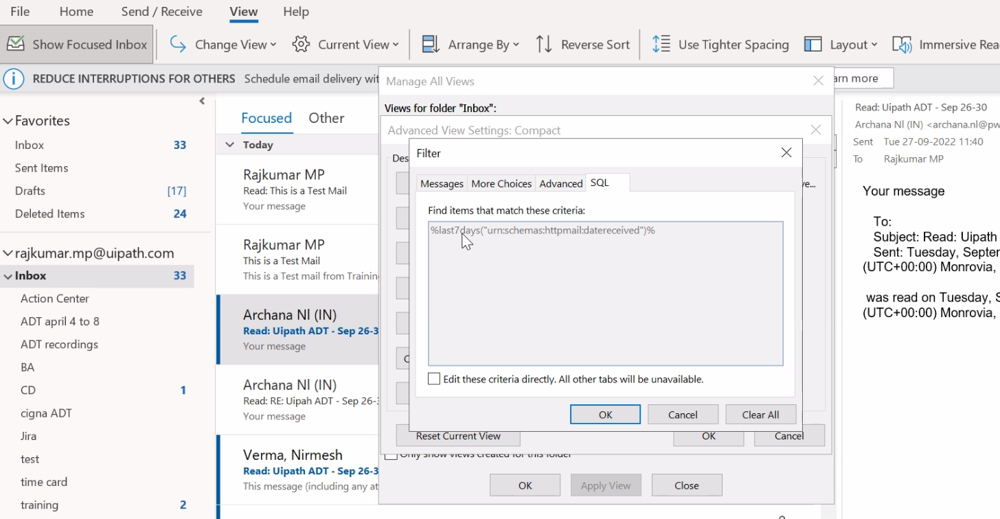 File Home Send / Receive View Help
Show Focused Inbox Change View Current View Arrange By Reverse Sort Use Tighter Spacing Layout Immersive
REDUCE INTERRUPTIONS FOR OTHERS Schedule email delivery more
Favorites
Inbox 33
Sent Items
Drafts [17]
Deleted Items 24
rajkumar.mp@uipath.com
Inbox 33
Action Center
ADT april 4 to 8
ADT recordings
BA
CD 1
cigna ADT
Jira
test
time card
training 2
Focused Other
Today
Rajkumar MP
Read: This is a Test Mail
Your message
Rajkumar MP
This is a Test Mail
This is a Test mail from Training
Archana Nl (IN)
Read: Uipath ADT - Sep 26-3
Your message
Archana Nl (IN)
Read: RE: Uipah ADT - Sep 26-3
Your message
Verma, Nirmesh
Read: Uipath ADT - Sep 26-3
This message (including any at
Manage All Views
Views for folder "Inbox":
Advanced View Settings: Compact
Des
Filter
Messages More Choices Advanced SQL
Find items that match these criteria:
%last7days("urn:schemas:httpmail:datereceived")%
Edit these criteria directly. All other tabs will be unavailable.
OK Cancel Clear All
Reset Current View OK Cancel
Only show views created for this folder
OK Apply View Close
Read: Uipath ADT - Sep 26-30
Archana Nl (IN) <archana.nl@pw
Sent Tue 27-09-2022 11:40
To Rajkumar MP
Your message
To:
Subject: Read: Uipath
Sent: Tuesday, Septer
(UTC+00:00) Monrovia,
was read on Tuesday, S
(UTC+00:00) Monrovia,